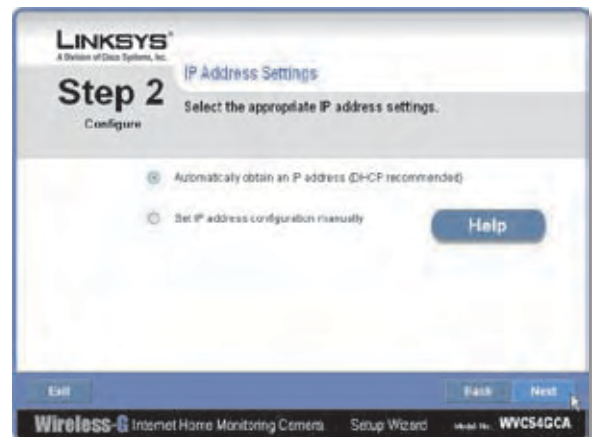 LINKSYS®
A Division of Cisco Systems, Inc.
Step 2
Configure
IP Address Settings
Select the appropriate IP address settings.
Automatically obtain an IP address (DHCP recommended)
Set IP address configuration manually
Help
Exit
Back
Next
Wireless-G Internet Home Monitoring Camera
Setup Wizard
Model No. WVC54GCA